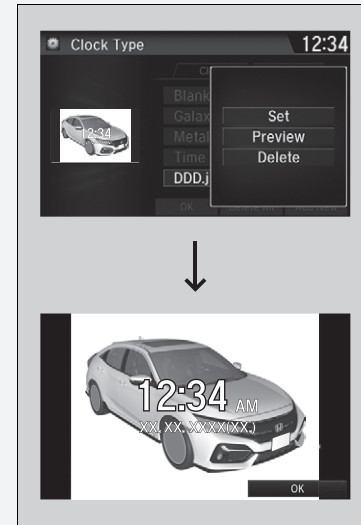 Clock Type
12:34
12:34
Blank
Galax
Metal
Time
DDD.j
Set
Preview
Delete
OK
12:34 AM
XX, XX, XXXX(XX.)
OK